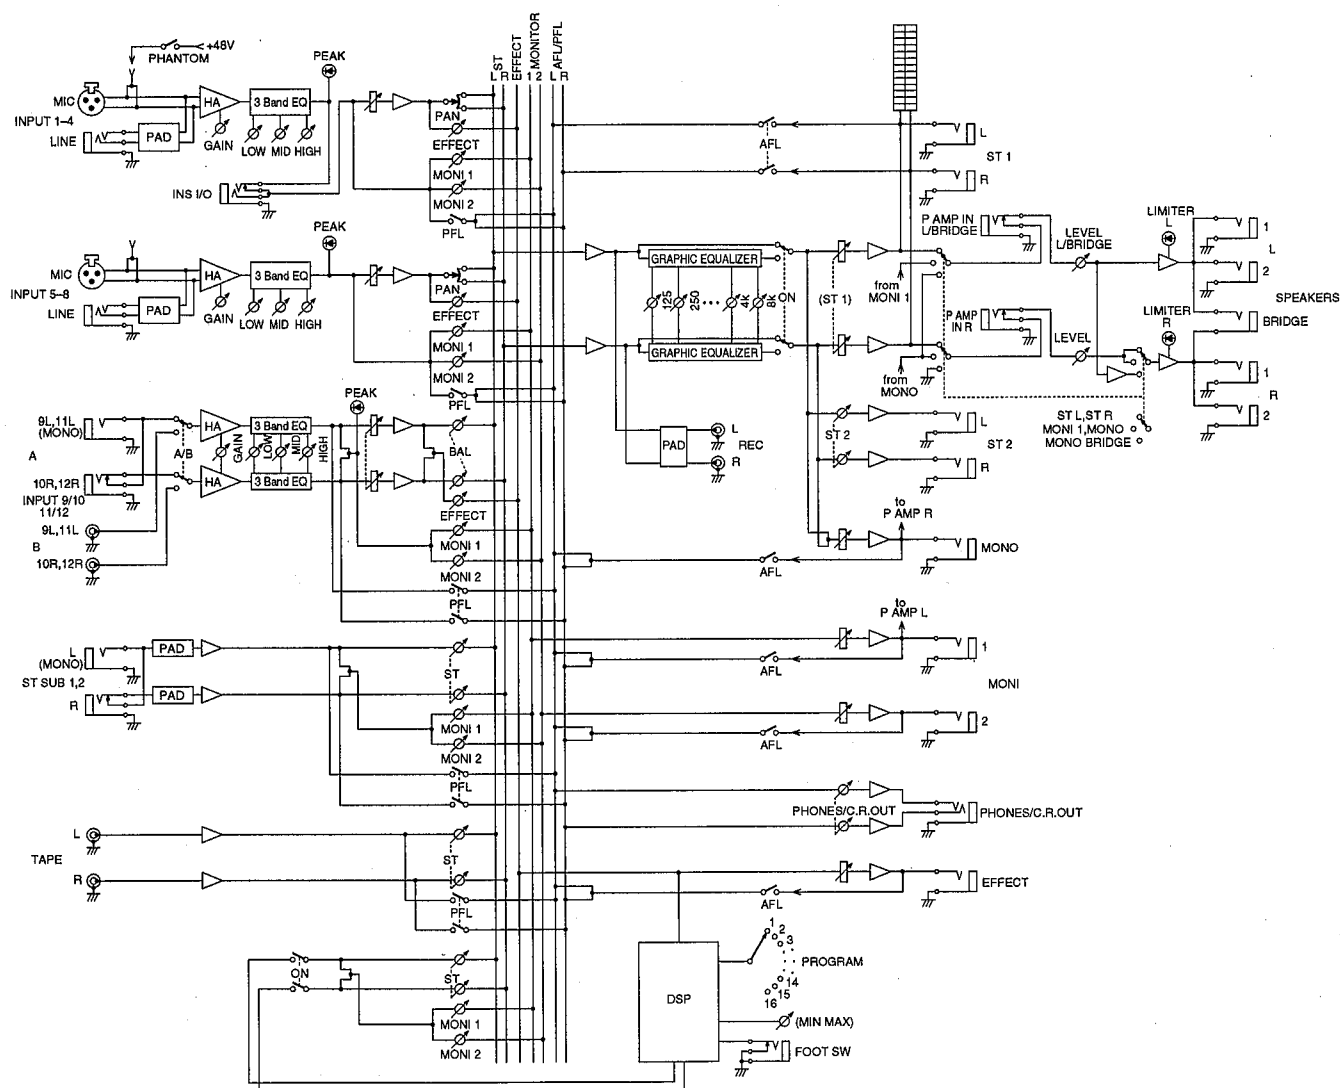 +48V
PHANTOM
MIC
INPUT 1–4
LINE
PAD
HA
GAIN
3 Band EQ
LOW MID HIGH
PEAK
INS I/O
PAN
EFFECT
MONI 1
MONI 2
PFL
L R
ST
EFFECT
1 2
MONITOR
L R
AFL/PFL
MIC
INPUT 5–8
LINE
PAD
HA
GAIN
3 Band EQ
LOW MID HIGH
PEAK
PAN
EFFECT
MONI 1
MONI 2
PFL
9L,11L
(MONO)
A
10R,12R
INPUT 9/10
11/12
9L,11L
B
10R,12R
A/B
HA
HA
GAIN
3 Band EQ
LOW
MID
HIGH
3 Band EQ
PEAK
BAL
EFFECT
MONI 1
MONI 2
PFL
L
(MONO)
ST SUB 1,2
R
PAD
PAD
ST
MONI 1
MONI 2
PFL
TAPE
L
R
ST
PFL
ON
ST
MONI 1
MONI 2
AFL
L
ST 1
R
GRAPHIC EQUALIZER
125
250
4k
8k
GRAPHIC EQUALIZER
ON
(ST 1)
from
MONI 1
from
MONO
P AMP IN
L/BRIDGE
P AMP
IN R
LEVEL
L/BRIDGE
LEVEL
LIMITER
L
LIMITER
R
1
L
2
SPEAKERS
BRIDGE
1
R
2
ST L,ST R
MONI 1,MONO
MONO BRIDGE
PAD
L
REC
R
ST 2
L
ST 2
R
to
P AMP R
MONO
AFL
to
P AMP L
1
AFL
MONI
2
AFL
PHONES/C.R.OUT
PHONES/C.R.OUT
EFFECT
AFL
DSP
1
2
3
PROGRAM
14
15
16
(MIN MAX)
FOOT SW